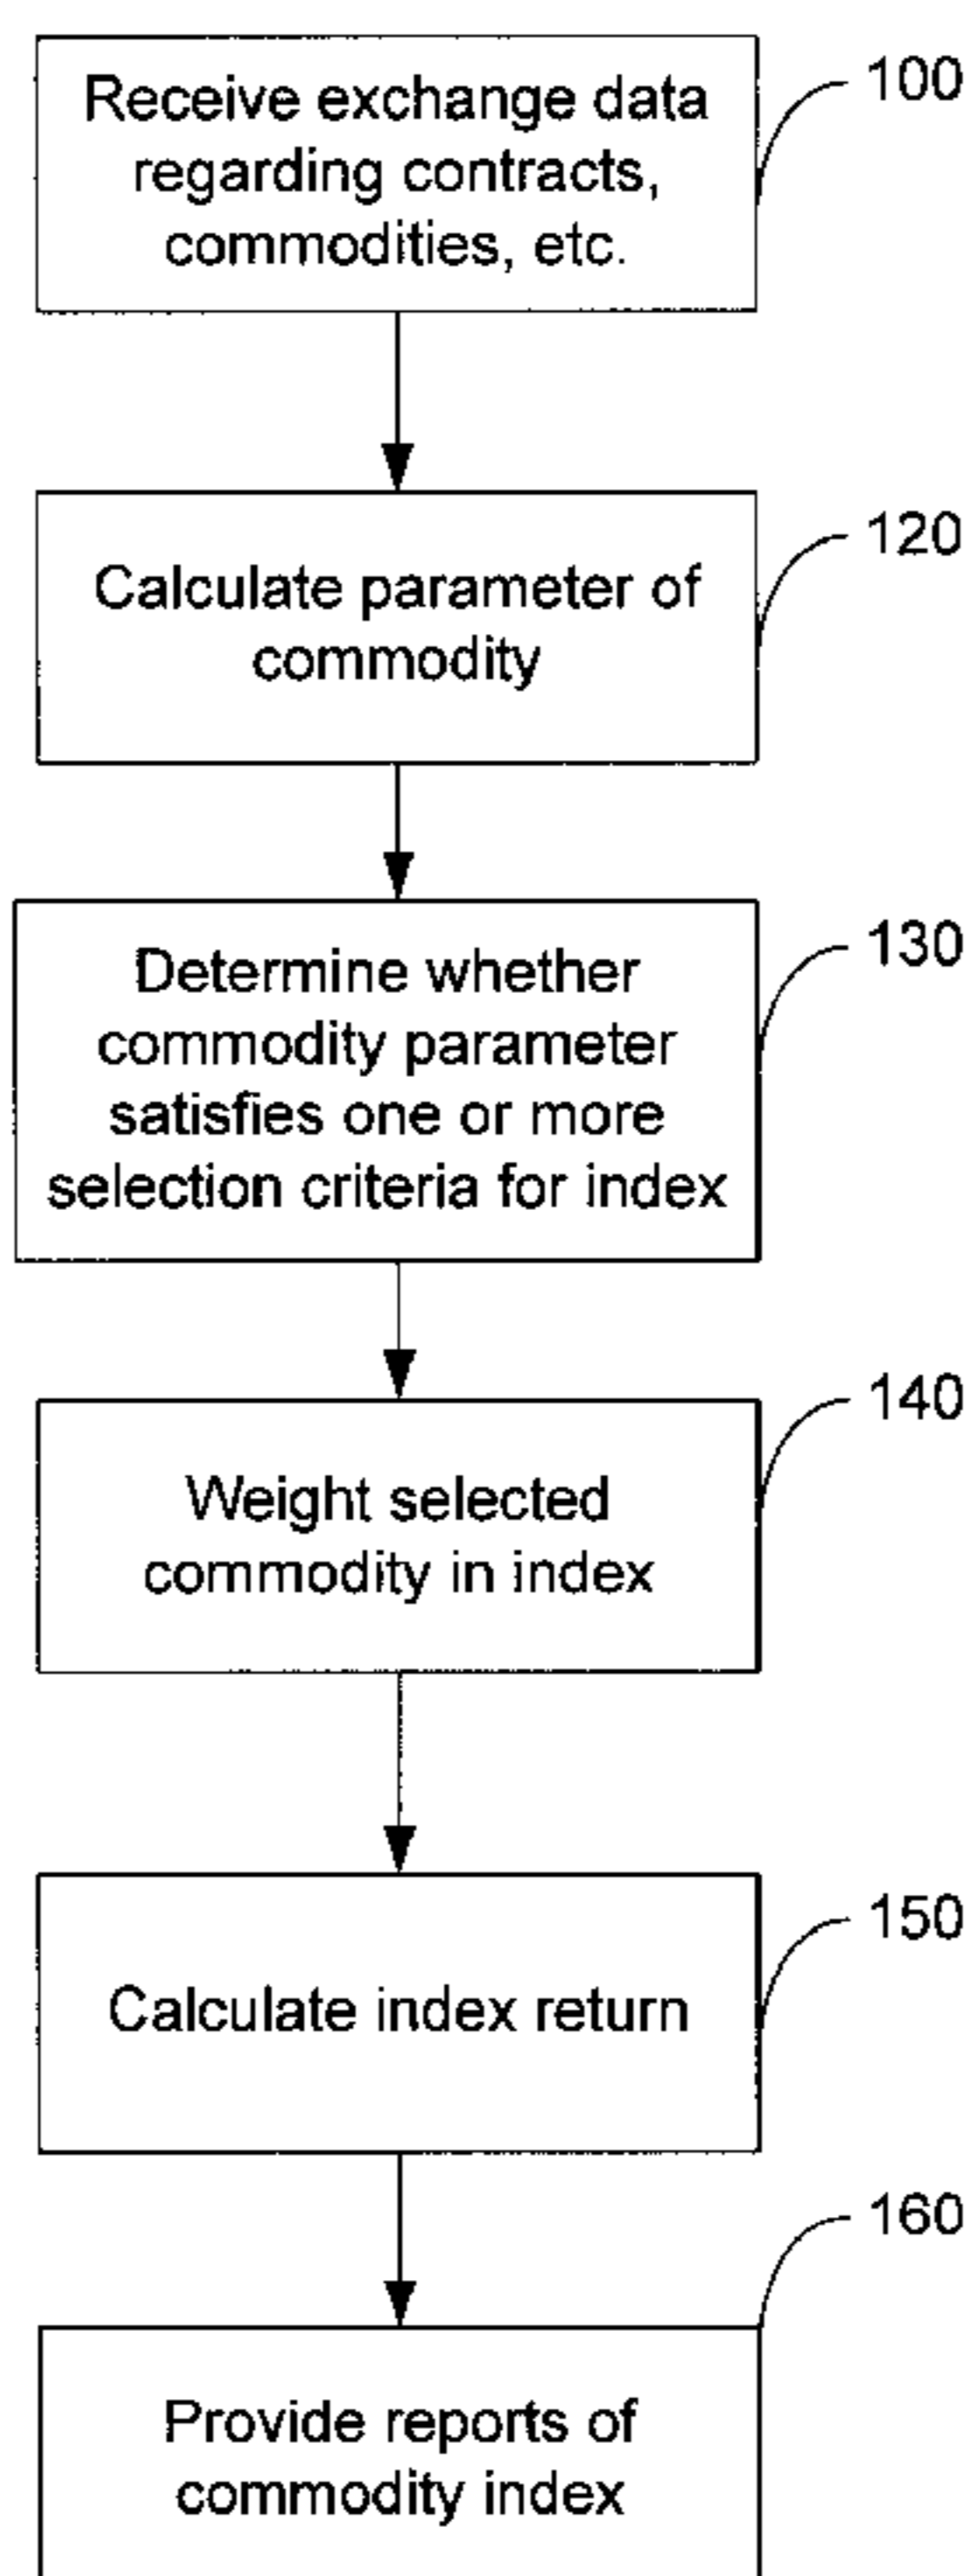 Receive exchange data
regarding contracts,
commodities, etc.
100
Calculate parameter of
commodity
120
Determine whether
commodity parameter
satisfies one or more
selection criteria for index
130
Weight selected
commodity in index
140
Calculate index return
150
Provide reports of
commodity index
160